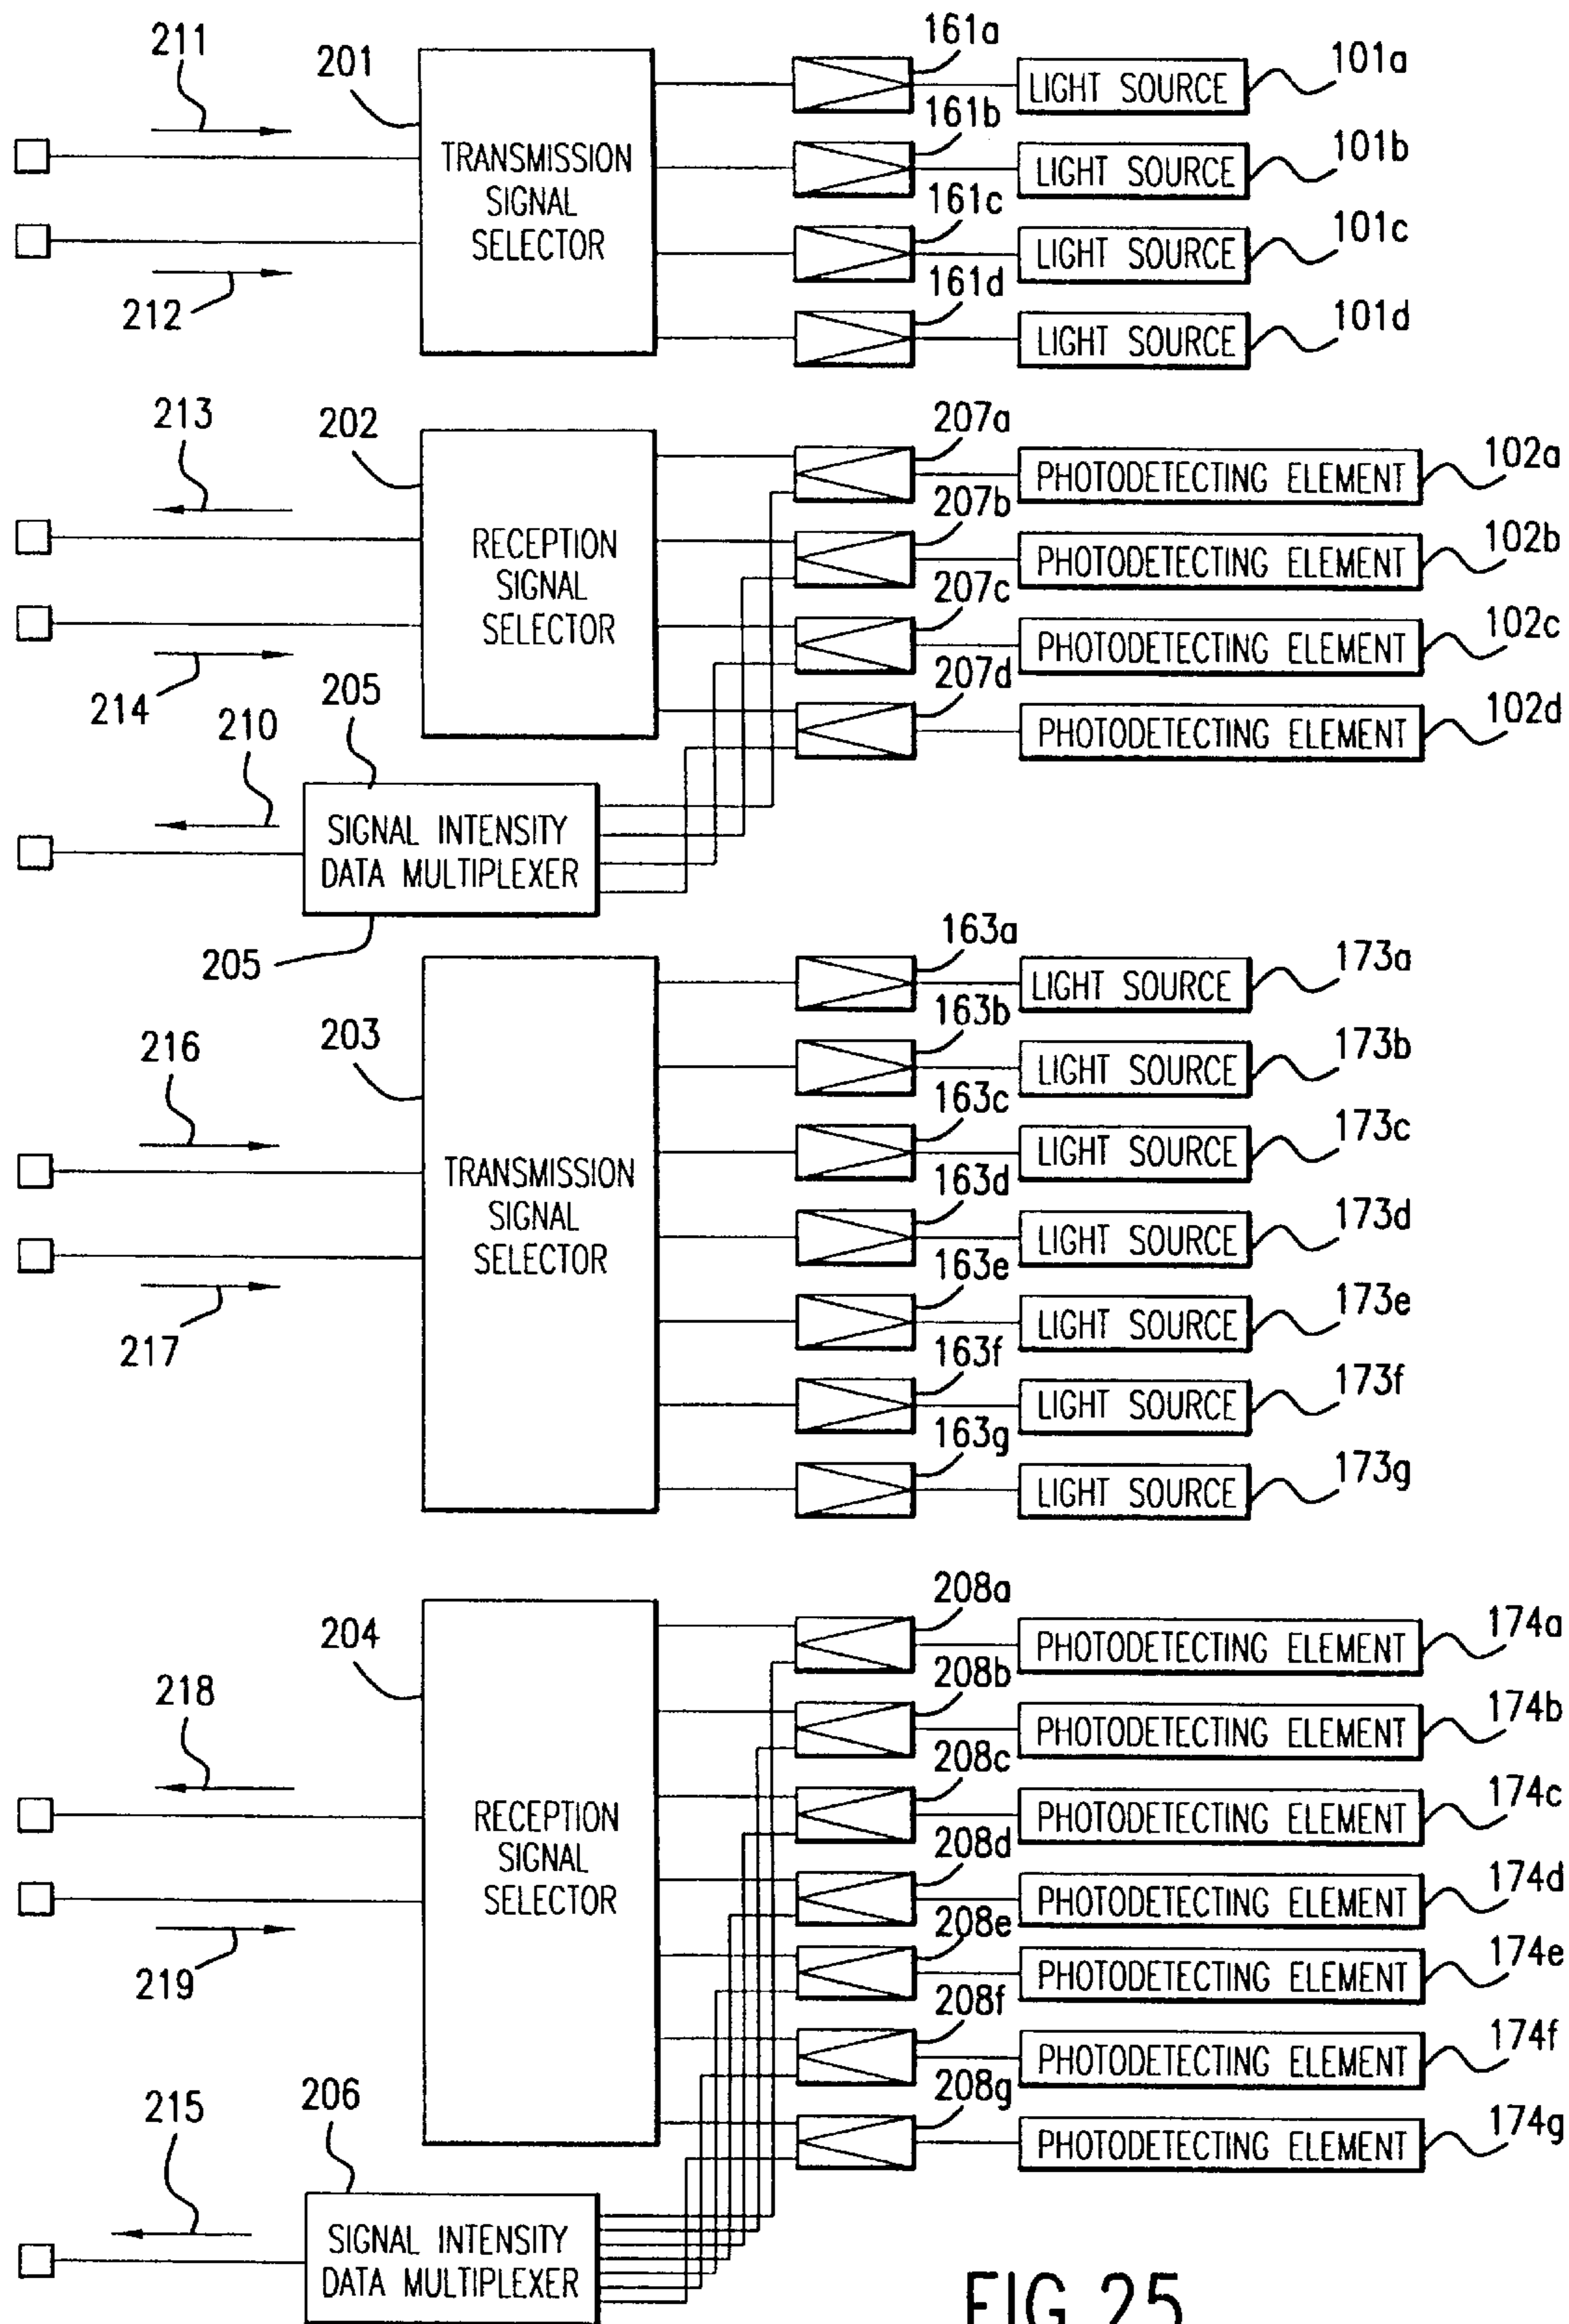 211
201
161a
101a
LIGHT SOURCE
161b
101b
TRANSMISSION
SIGNAL
SELECTOR
LIGHT SOURCE
161c
101c
LIGHT SOURCE
161d
101d
212
LIGHT SOURCE
213
202
207a
102a
PHOTODETECTING ELEMENT
207b
102b
RECEPTION
SIGNAL
SELECTOR
PHOTODETECTING ELEMENT
207c
102c
PHOTODETECTING ELEMENT
207d
102d
PHOTODETECTING ELEMENT
214
210
205
SIGNAL INTENSITY
DATA MULTIPLEXER
205
163a
173a
LIGHT SOURCE
216
203
163b
173b
LIGHT SOURCE
163c
173c
LIGHT SOURCE
TRANSMISSION
SIGNAL
SELECTOR
163d
173d
LIGHT SOURCE
163e
173e
LIGHT SOURCE
217
163f
173f
LIGHT SOURCE
163g
173g
LIGHT SOURCE
204
208a
174a
PHOTODETECTING ELEMENT
218
208b
174b
PHOTODETECTING ELEMENT
208c
174c
RECEPTION
SIGNAL
SELECTOR
PHOTODETECTING ELEMENT
208d
174d
PHOTODETECTING ELEMENT
219
208e
174e
PHOTODETECTING ELEMENT
208f
174f
PHOTODETECTING ELEMENT
215
206
208g
174g
PHOTODETECTING ELEMENT
SIGNAL INTENSITY
DATA MULTIPLEXER
FIG.25